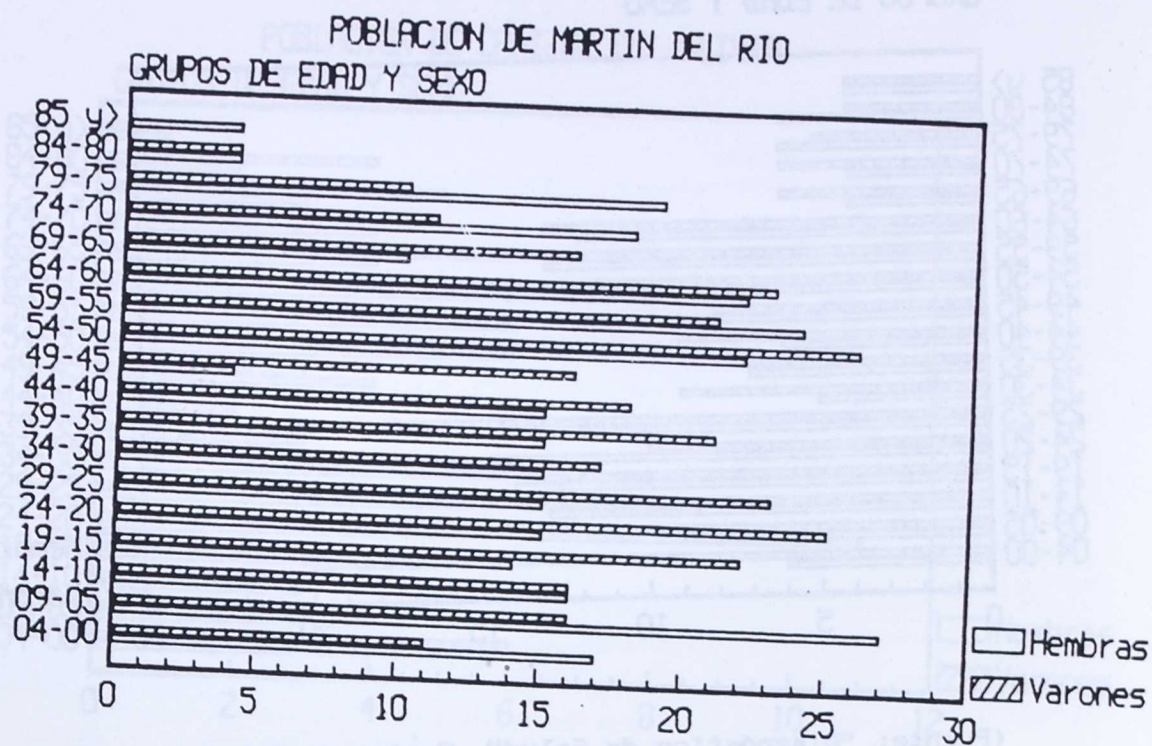 POBLACION DE MARTIN DEL RIO
GRUPOS DE EDAD Y SEXO
85 y>
84-80
79-75
74-70
69-65
64-60
59-55
54-50
49-45
44-40
39-35
34-30
29-25
24-20
19-15
14-10
09-05
04-00
0 5 10 15 20 25 30
Hembras
Varones